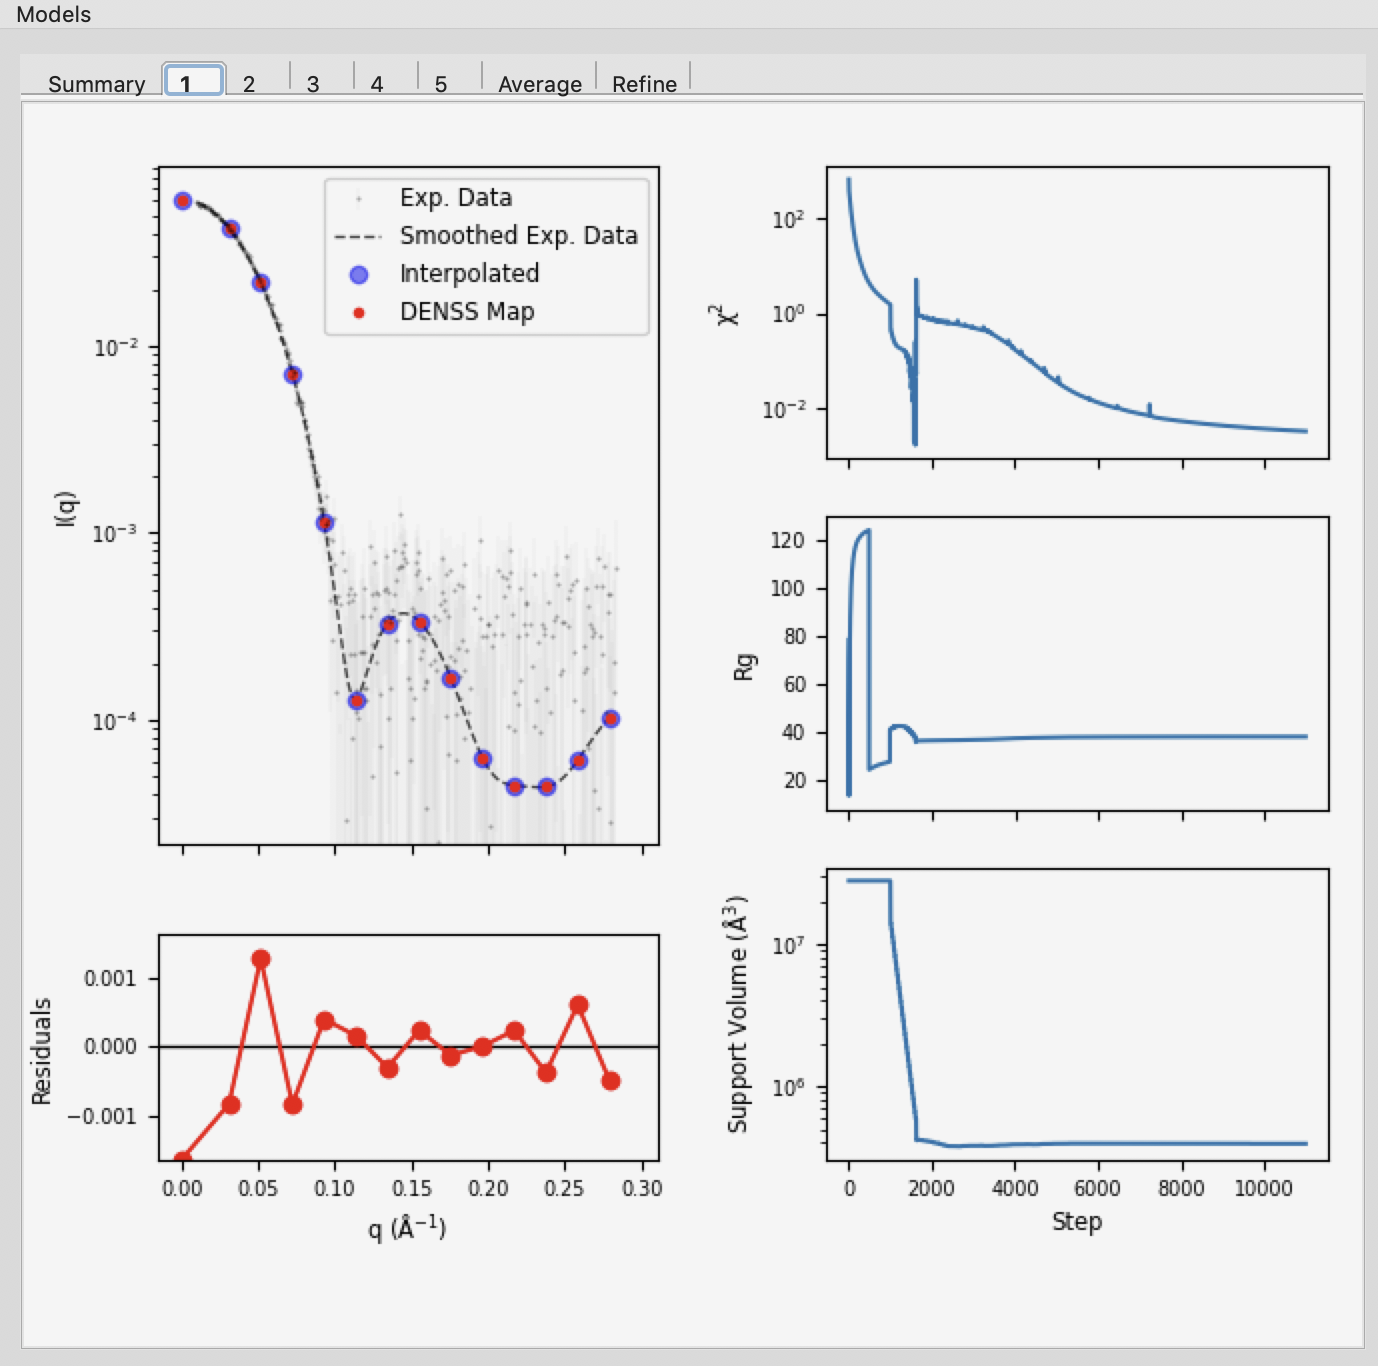 Models
Summary 1 2 3 4 5 Average Refine
Exp. Data
Smoothed Exp. Data
Interpolated
DENSS Map
I(q)
10⁻²
10⁻³
10⁻⁴
Residuals
0.001
0.000
−0.001
0.00 0.05 0.10 0.15 0.20 0.25 0.30
q (Å⁻¹)
χ²
10²
10⁰
10⁻²
Rg
120
100
80
60
40
20
Support Volume (Å³)
10⁷
10⁶
0 2000 4000 6000 8000 10000
Step